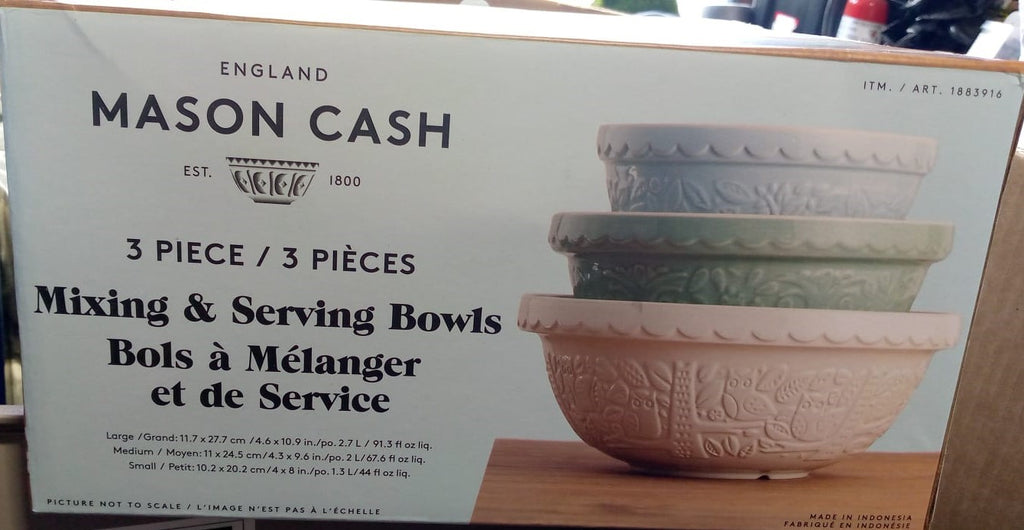 ENGLAND
MASON CASH
EST. 1800
3 PIECE / 3 PIÈCES
Mixing & Serving Bowls
Bols à Mélanger
et de Service
Large / Grand: 11.7 x 27.7 cm / 4.6 x 10.9 in./po. 2.7 L / 91.3 fl oz liq.
Medium / Moyen: 11 x 24.5 cm / 4.3 x 9.6 in./po. 2 L / 67.6 fl oz liq.
Small / Petit: 10.2 x 20.2 cm / 4 x 8 in./po. 1.3 L / 44 fl oz liq.
PICTURE NOT TO SCALE / L'IMAGE N'EST PAS À L'ÉCHELLE
ITM. / ART. 1883916
MADE IN INDONESIA
FABRIQUÉ EN INDONÉSIE